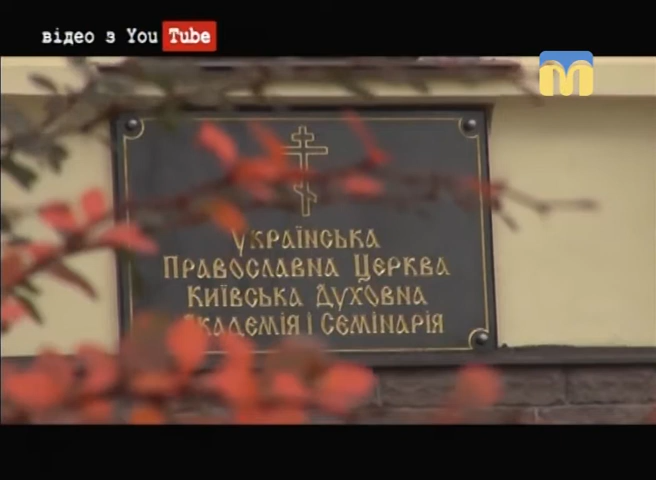 відео з YouTube
Українська
Православна Церква
Київська Духовна
Академія і Семінарія